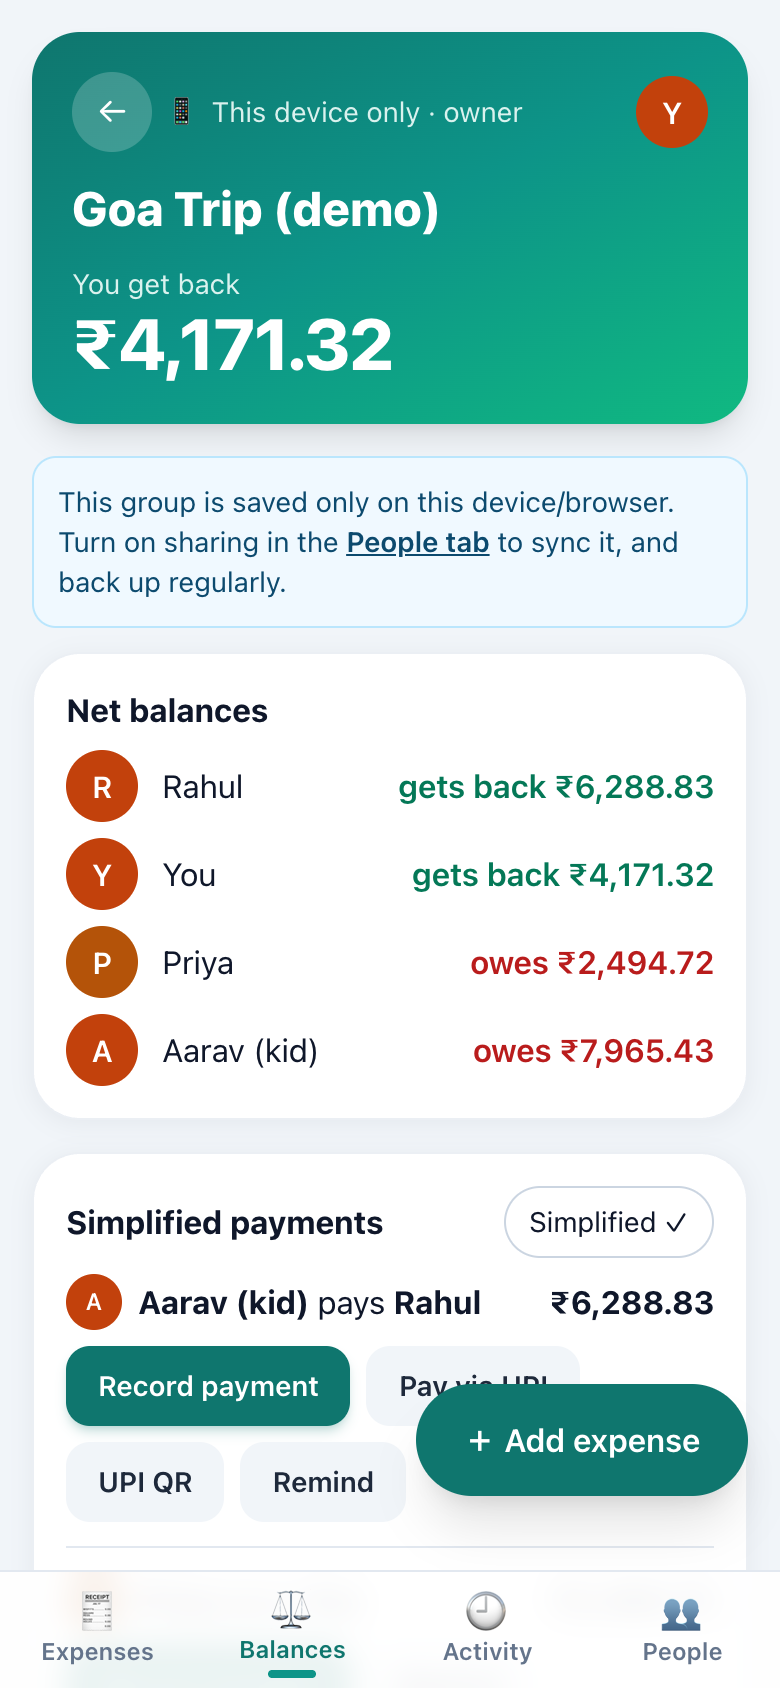 This device only · owner
Y
Goa Trip (demo)
You get back
₹4,171.32
This group is saved only on this device/browser.
Turn on sharing in the People tab to sync it, and
back up regularly.
Net balances
R Rahul gets back ₹6,288.83
Y You gets back ₹4,171.32
P Priya owes ₹2,494.72
A Aarav (kid) owes ₹7,965.43
Simplified payments Simplified ✓
A Aarav (kid) pays Rahul ₹6,288.83
Record payment Pay via UPI
+ Add expense
UPI QR Remind
Expenses Balances Activity People